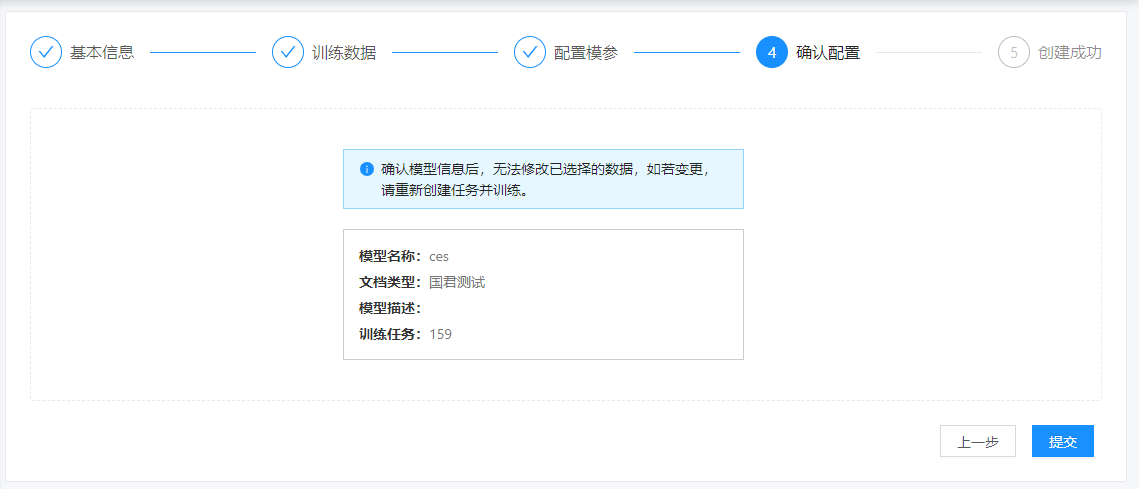 基本信息
训练数据
配置模参
4 确认配置
5 创建成功
确认模型信息后，无法修改已选择的数据，如若变更，
请重新创建任务并训练。
模型名称：ces
文档类型：国君测试
模型描述：
训练任务：159
上一步
提交